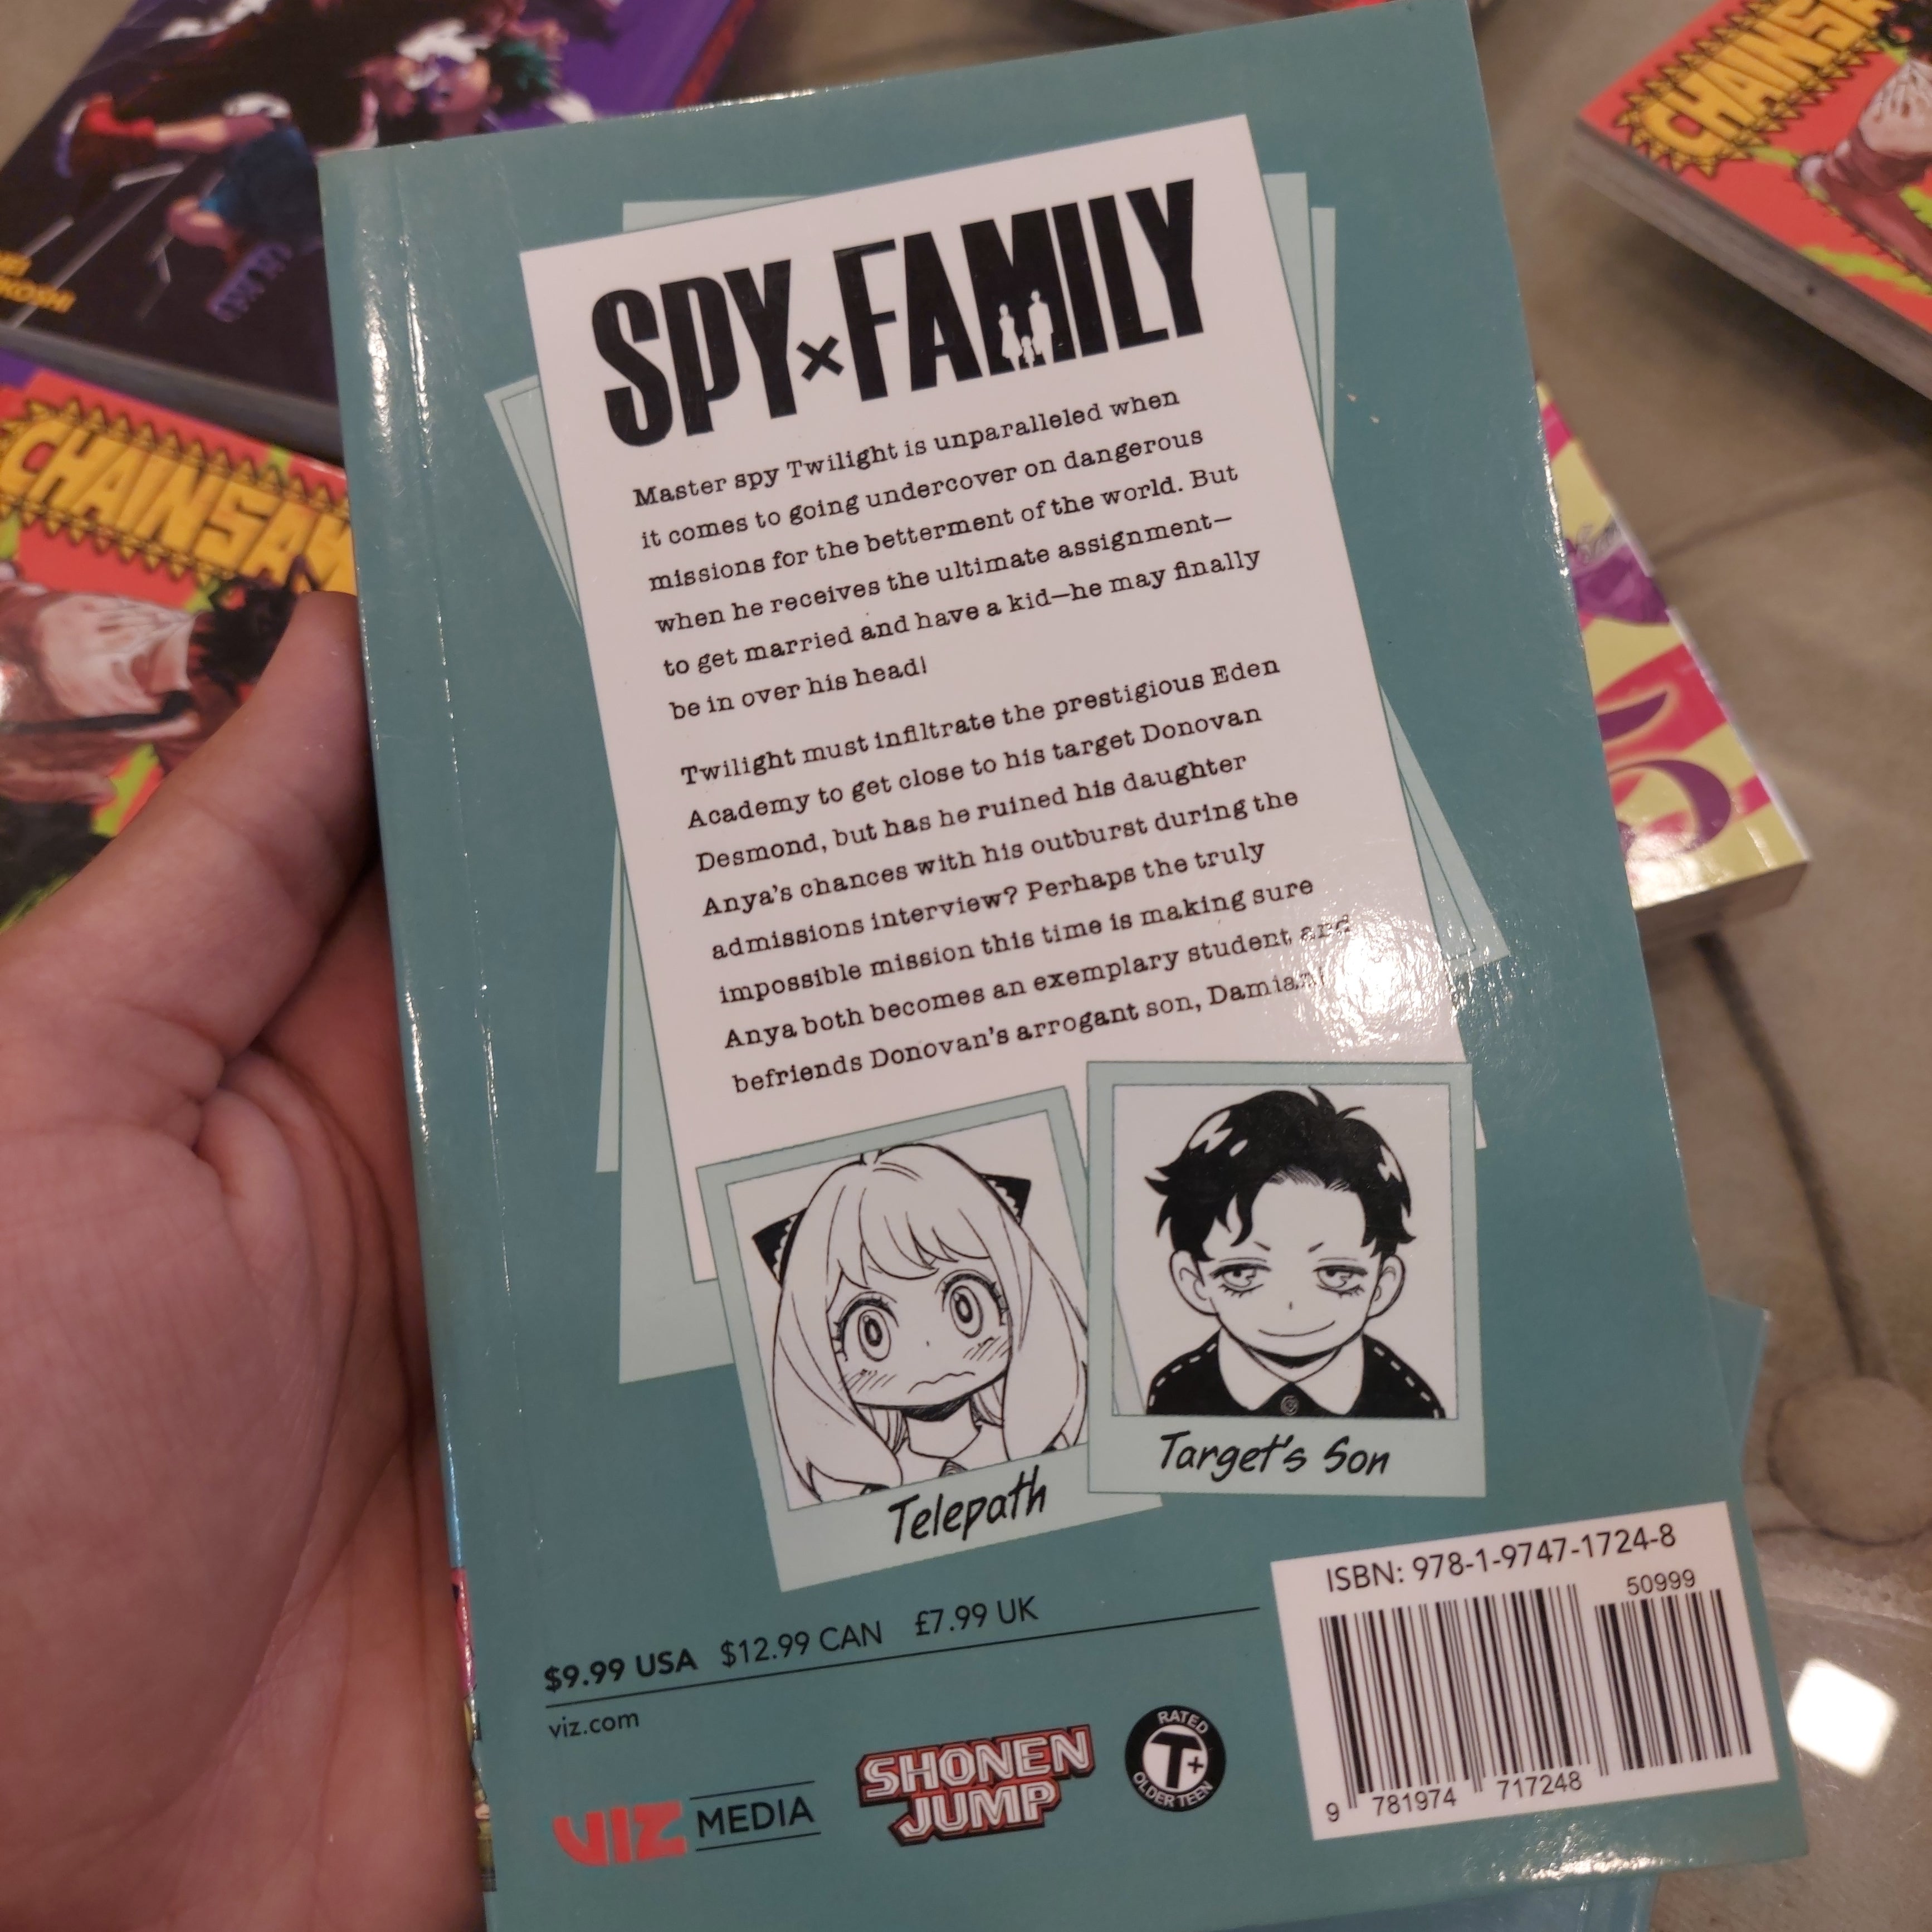 CHAINSAW
CHAINSA
SPY×FAMILY
Master spy Twilight is unparalleled when
it comes to going undercover on dangerous
missions for the betterment of the world. But
when he receives the ultimate assignment—
to get married and have a kid—he may finally
be in over his head!
Twilight must infiltrate the prestigious Eden
Academy to get close to his target Donovan
Desmond, but has he ruined his daughter
Anya's chances with his outburst during the
admissions interview? Perhaps the truly
impossible mission this time is making sure
Anya both becomes an exemplary student and
befriends Donovan's arrogant son, Damian!
Telepath
Target's Son
$9.99 USA $12.99 CAN £7.99 UK
viz.com
VIZ MEDIA
SHONEN
JUMP
RATED
T+
OLDER TEEN
ISBN: 978-1-9747-1724-8
50999
9 781974 717248